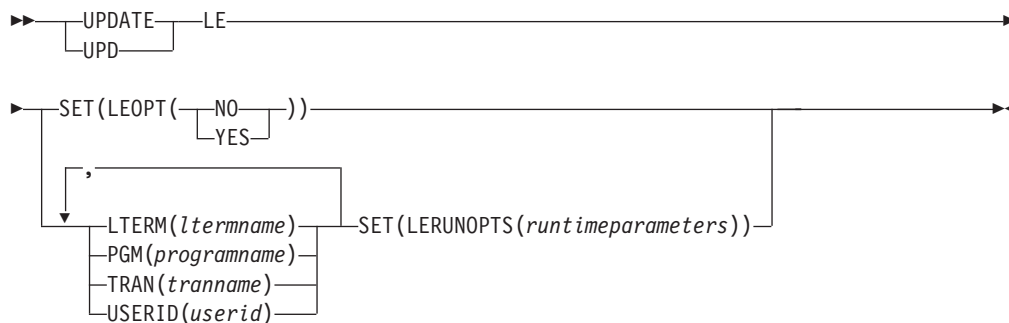 UPDATE LE
UPD
SET(LEOPT( NO ))
YES
,
LTERM(ltermname) SET(LERUNOPTS(runtimeparameters))
PGM(programname)
TRAN(tranname)
USERID(userid)